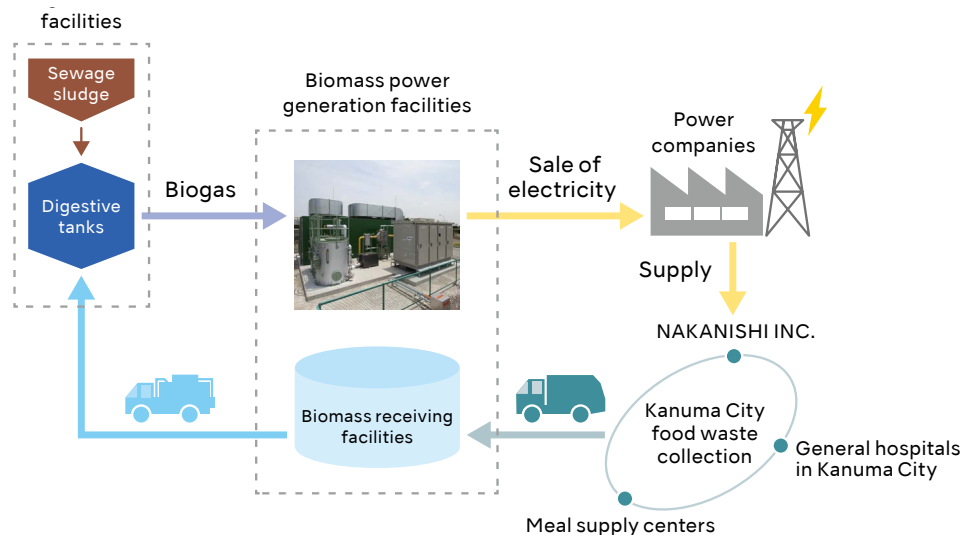 facilities
Sewage
sludge
Digestive
tanks
Biogas
Biomass power
generation facilities
Sale of
electricity
Power
companies
Supply
NAKANISHI INC.
Kanuma City
food waste
collection
General hospitals
in Kanuma City
Meal supply centers
Biomass receiving
facilities